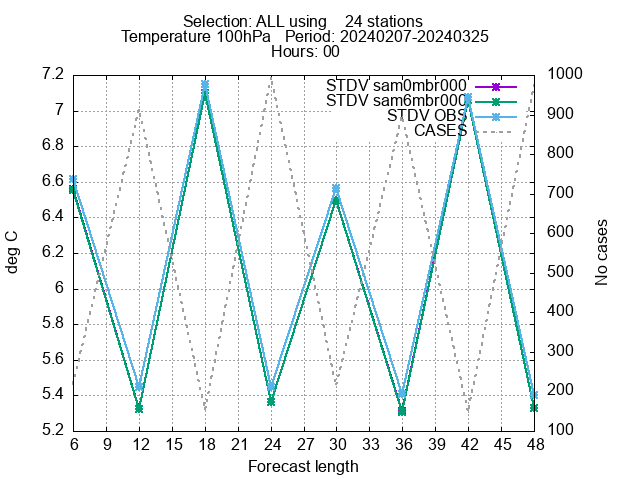 Selection: ALL using    24 stations
Temperature 100hPa   Period: 20240207-20240325
Hours: 00
STDV sam0mbr000
STDV sam6mbr000
STDV OBS
CASES
7.2
7
6.8
6.6
6.4
6.2
6
5.8
5.6
5.4
5.2
deg C
1000
900
800
700
600
500
400
300
200
100
No cases
6 9 12 15 18 21 24 27 30 33 36 39 42 45 48
Forecast length